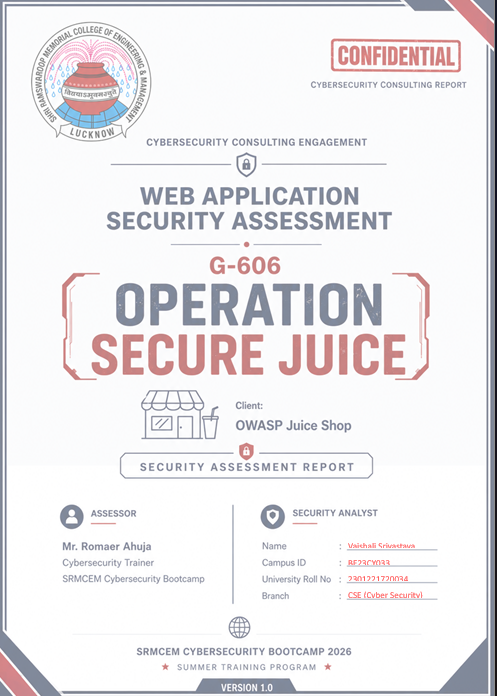 SHRI RAMSWAROOP MEMORIAL COLLEGE OF ENGINEERING & MANAGEMENT
LUCKNOW
CONFIDENTIAL
CYBERSECURITY CONSULTING REPORT
CYBERSECURITY CONSULTING ENGAGEMENT
WEB APPLICATION
SECURITY ASSESSMENT
G-606
OPERATION
SECURE JUICE
Client:
OWASP Juice Shop
SECURITY ASSESSMENT REPORT
ASSESSOR
Mr. Romaer Ahuja
Cybersecurity Trainer
SRMCEM Cybersecurity Bootcamp
SECURITY ANALYST
Name : Vaishali Srivastava
Campus ID : BE23CY033
University Roll No : 2301221720034
Branch : CSE (Cyber Security)
SRMCEM CYBERSECURITY BOOTCAMP 2026
★ SUMMER TRAINING PROGRAM ★
VERSION 1.0